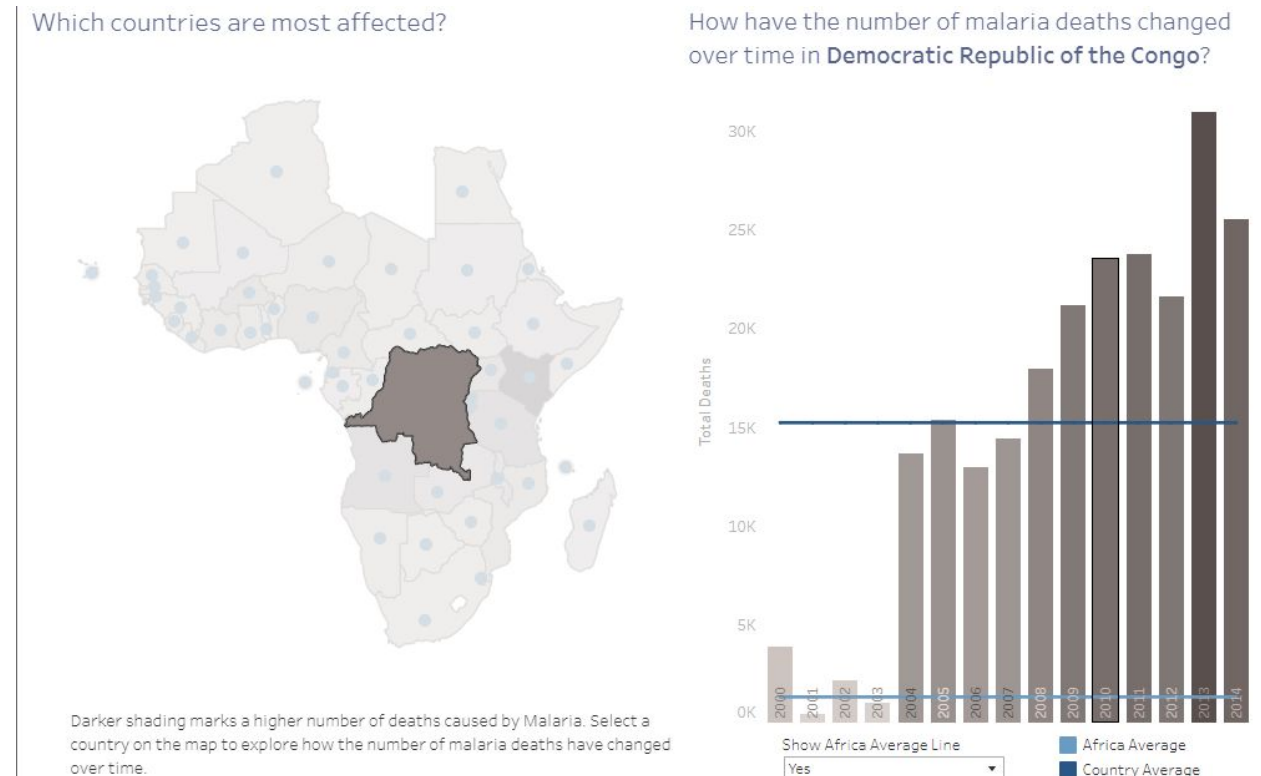 Which countries are most affected?
Darker shading marks a higher number of deaths caused by Malaria. Select a
country on the map to explore how the number of malaria deaths have changed
over time.
How have the number of malaria deaths changed
over time in Democratic Republic of the Congo?
Total Deaths
30K
25K
20K
15K
10K
5K
0K
2000
2001
2002
2003
2004
2005
2006
2007
2008
2009
2010
2011
2012
2013
2014
Show Africa Average Line
Yes
Africa Average
Country Average